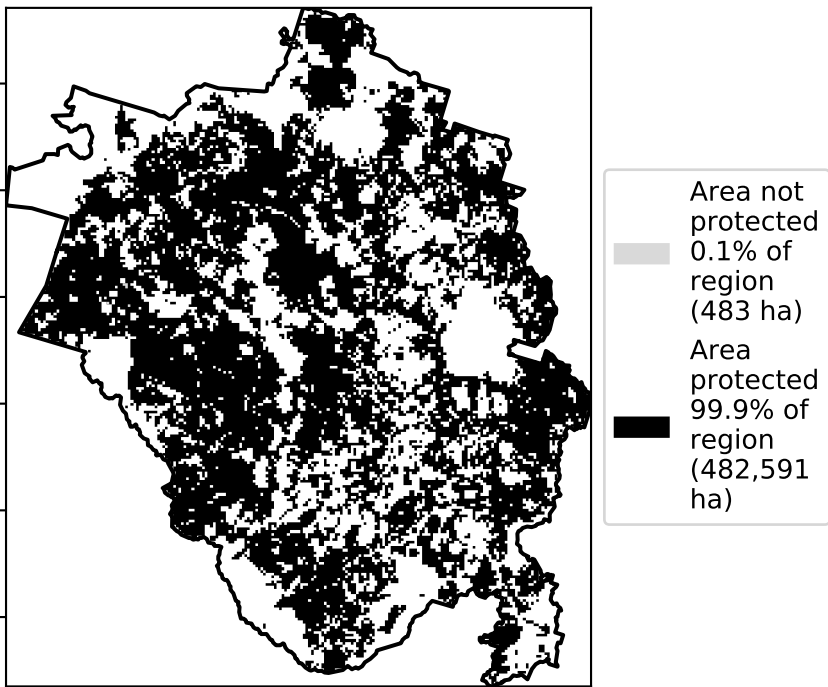 Area not
protected
0.1% of
region
(483 ha)
Area
protected
99.9% of
region
(482,591
ha)